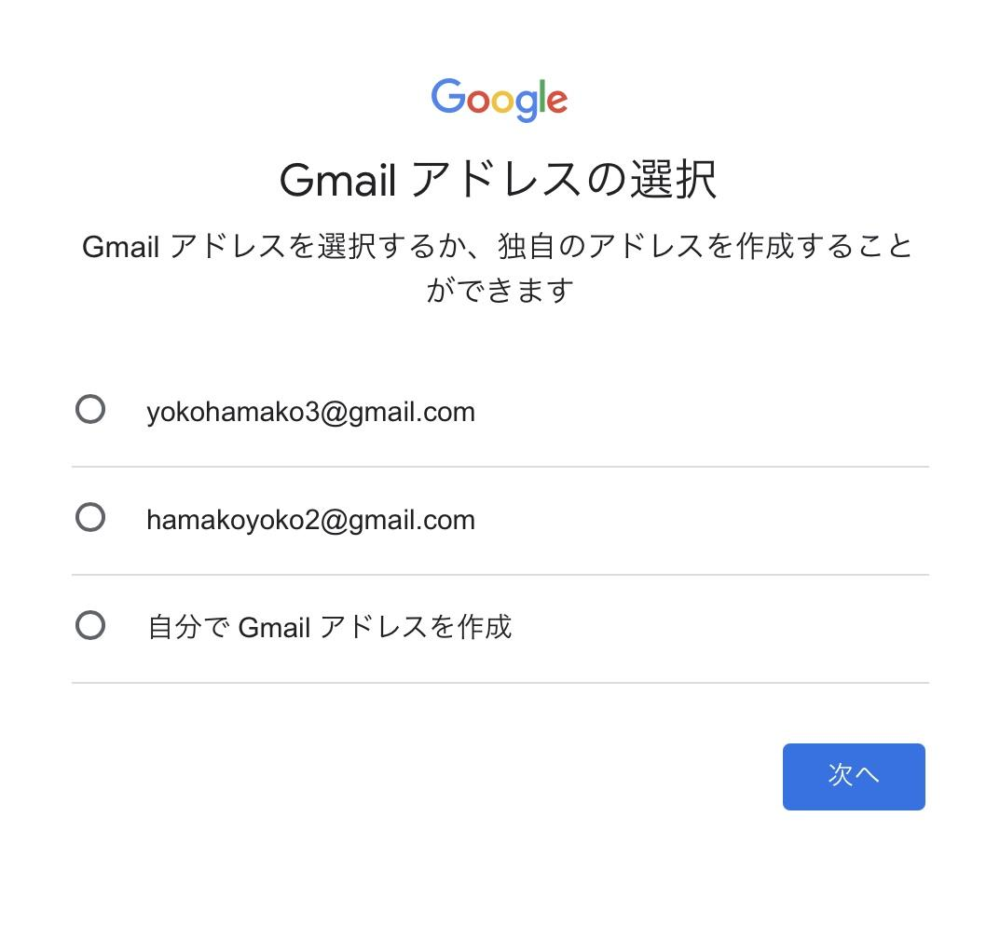 Google
Gmail アドレスの選択
Gmail アドレスを選択するか、独自のアドレスを作成すること
ができます
yokohamako3@gmail.com
hamakoyoko2@gmail.com
自分で Gmail アドレスを作成
次へ